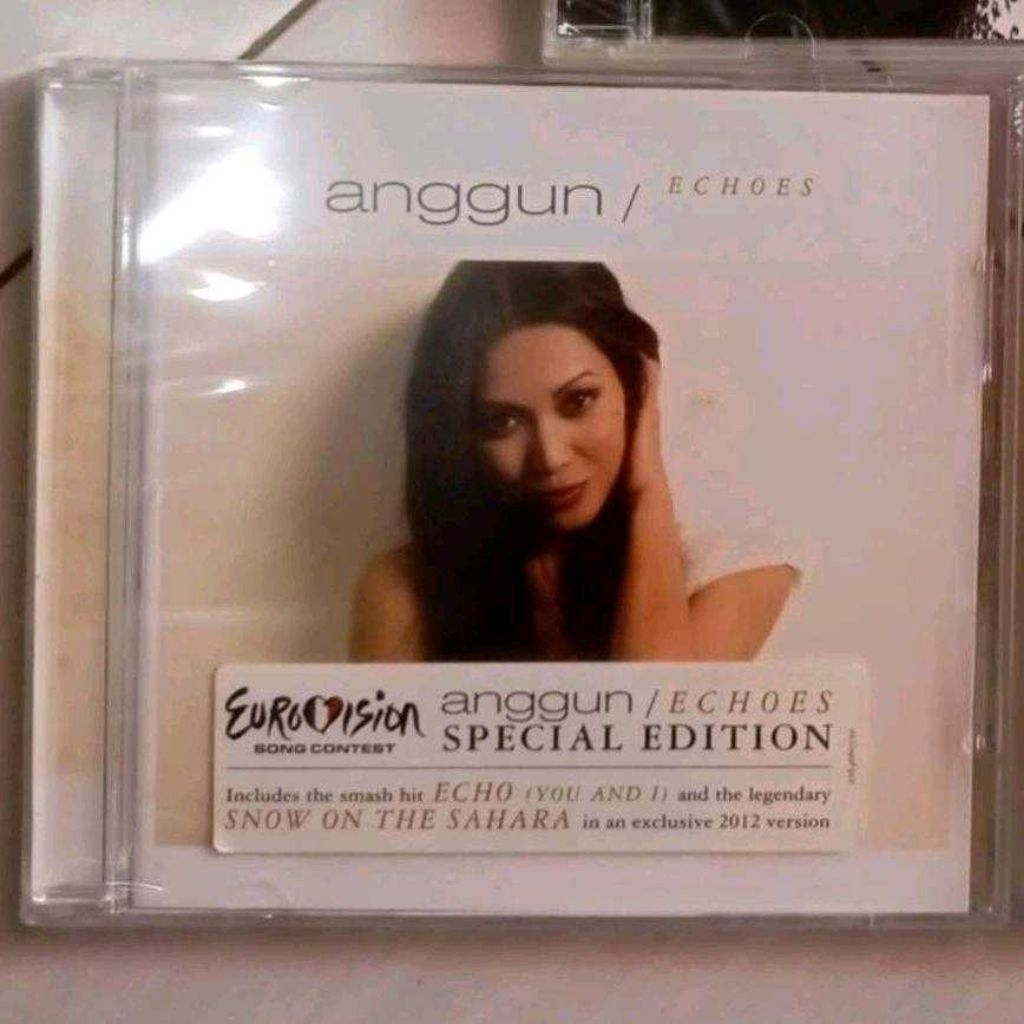 anggun / ECHOES
EUROVISION
SONG CONTEST
anggun / ECHOES
SPECIAL EDITION
Includes the smash hit ECHO (YOU AND I) and the legendary
SNOW ON THE SAHARA in an exclusive 2012 version